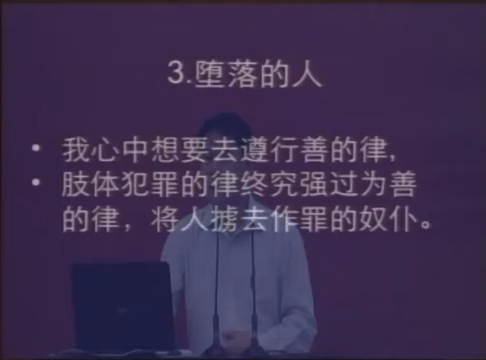 3.堕落的人
• 我心中想要去遵行善的律,
• 肢体犯罪的律终究强过为善
的律，将人掳去作罪的奴仆。